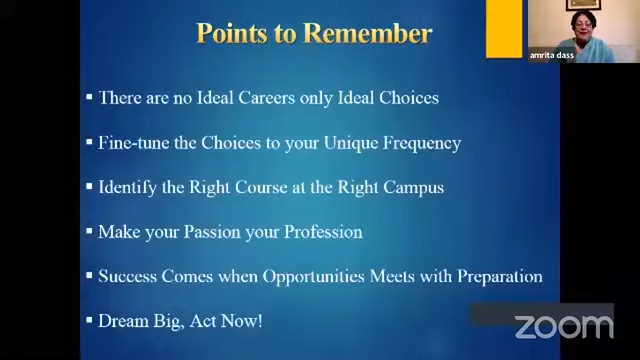 Points to Remember
amrita dass
▪ There are no Ideal Careers only Ideal Choices
▪ Fine-tune the Choices to your Unique Frequency
▪ Identify the Right Course at the Right Campus
▪ Make your Passion your Profession
▪ Success Comes when Opportunities Meets with Preparation
▪ Dream Big, Act Now!
zoom